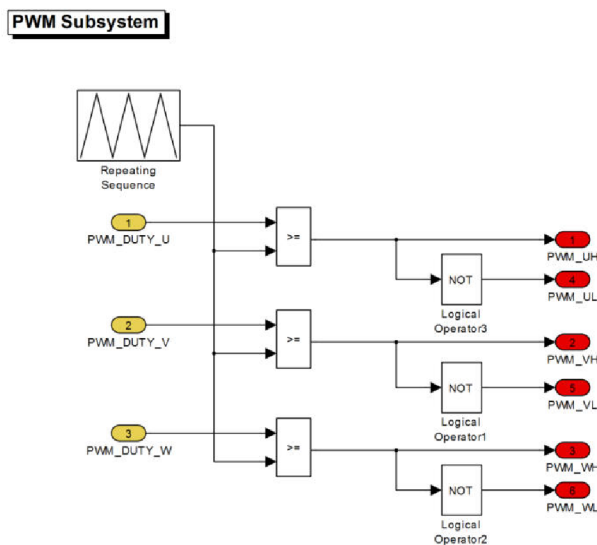 PWM Subsystem
Repeating
Sequence
1
PWM_DUTY_U
>=
1
PWM_UH
NOT
4
PWM_UL
Logical
Operator3
2
PWM_DUTY_V
>=
2
PWM_VH
NOT
5
PWM_VL
Logical
Operator1
3
PWM_DUTY_W
>=
3
PWM_WH
NOT
6
PWM_WL
Logical
Operator2